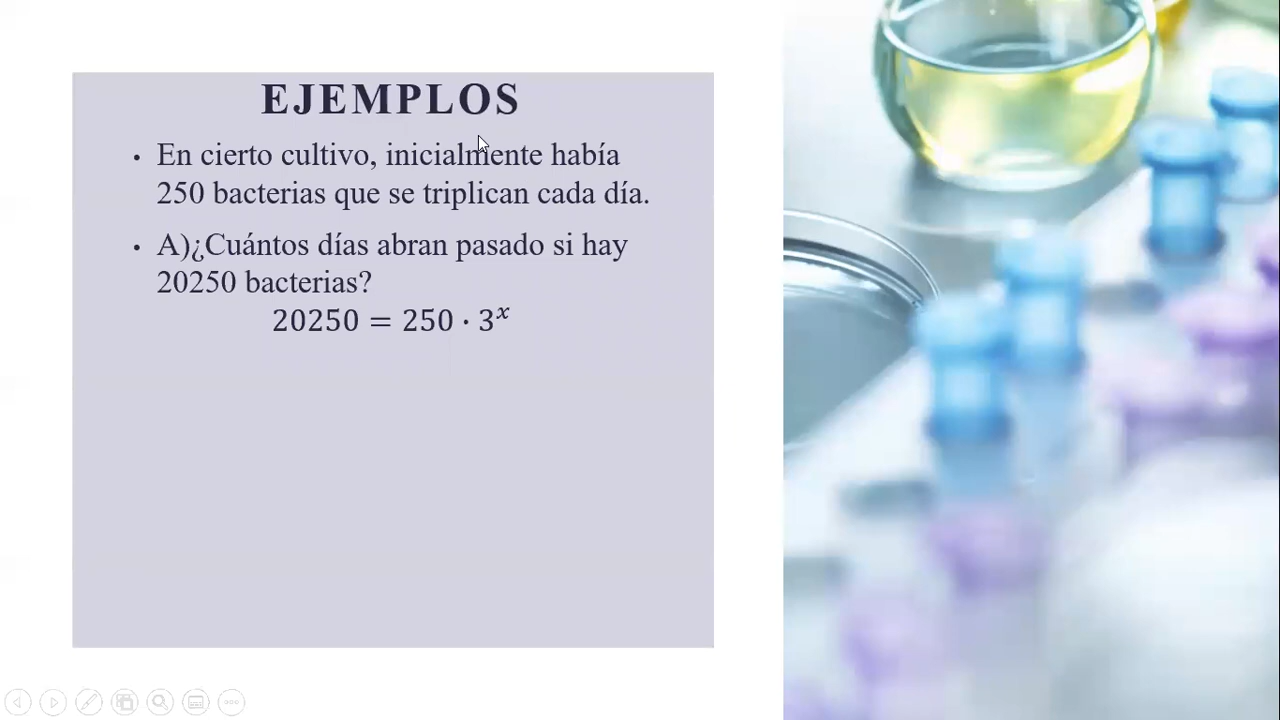 EJEMPLOS
• En cierto cultivo, inicialmente había
250 bacterias que se triplican cada día.
• A)¿Cuántos días abran pasado si hay
20250 bacterias?
20250 = 250 · 3ˣ